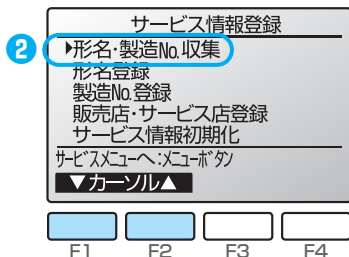 サービス情報登録
2
▶形名・製造No.収集
形名登録
製造No.登録
販売店・サービス店登録
サービス情報初期化
サービスメニューへ:メニューボタン
▼カーソル▲
F1 F2 F3 F4